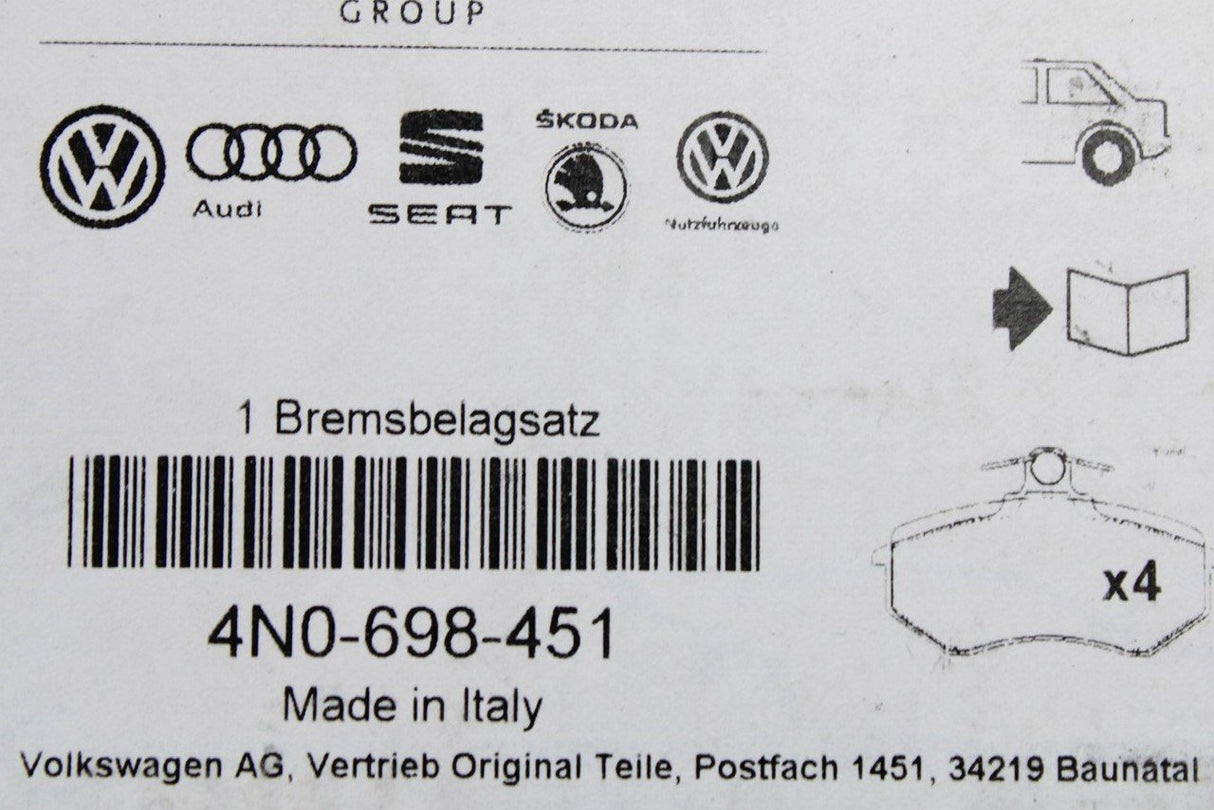 GROUP
Audi
SEAT
ŠKODA
Nutzfahrzeuge
1 Bremsbelagsatz
4N0-698-451
Made in Italy
x4
Volkswagen AG, Vertrieb Original Teile, Postfach 1451, 34219 Baunatal